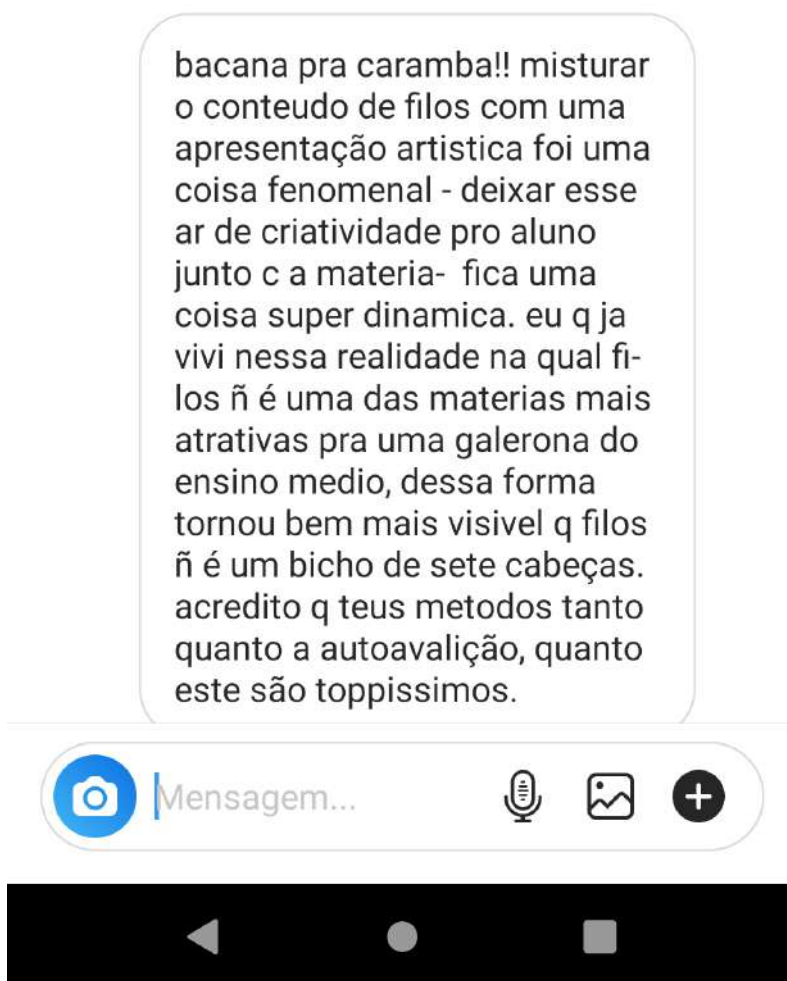 bacana pra caramba!! misturar
o conteudo de filos com uma
apresentação artistica foi uma
coisa fenomenal - deixar esse
ar de criatividade pro aluno
junto c a materia-  fica uma
coisa super dinamica. eu q ja
vivi nessa realidade na qual fi-
los ñ é uma das materias mais
atrativas pra uma galerona do
ensino medio, dessa forma
tornou bem mais visivel q filos
ñ é um bicho de sete cabeças.
acredito q teus metodos tanto
quanto a autoavalição, quanto
este são toppissimos.
Mensagem...